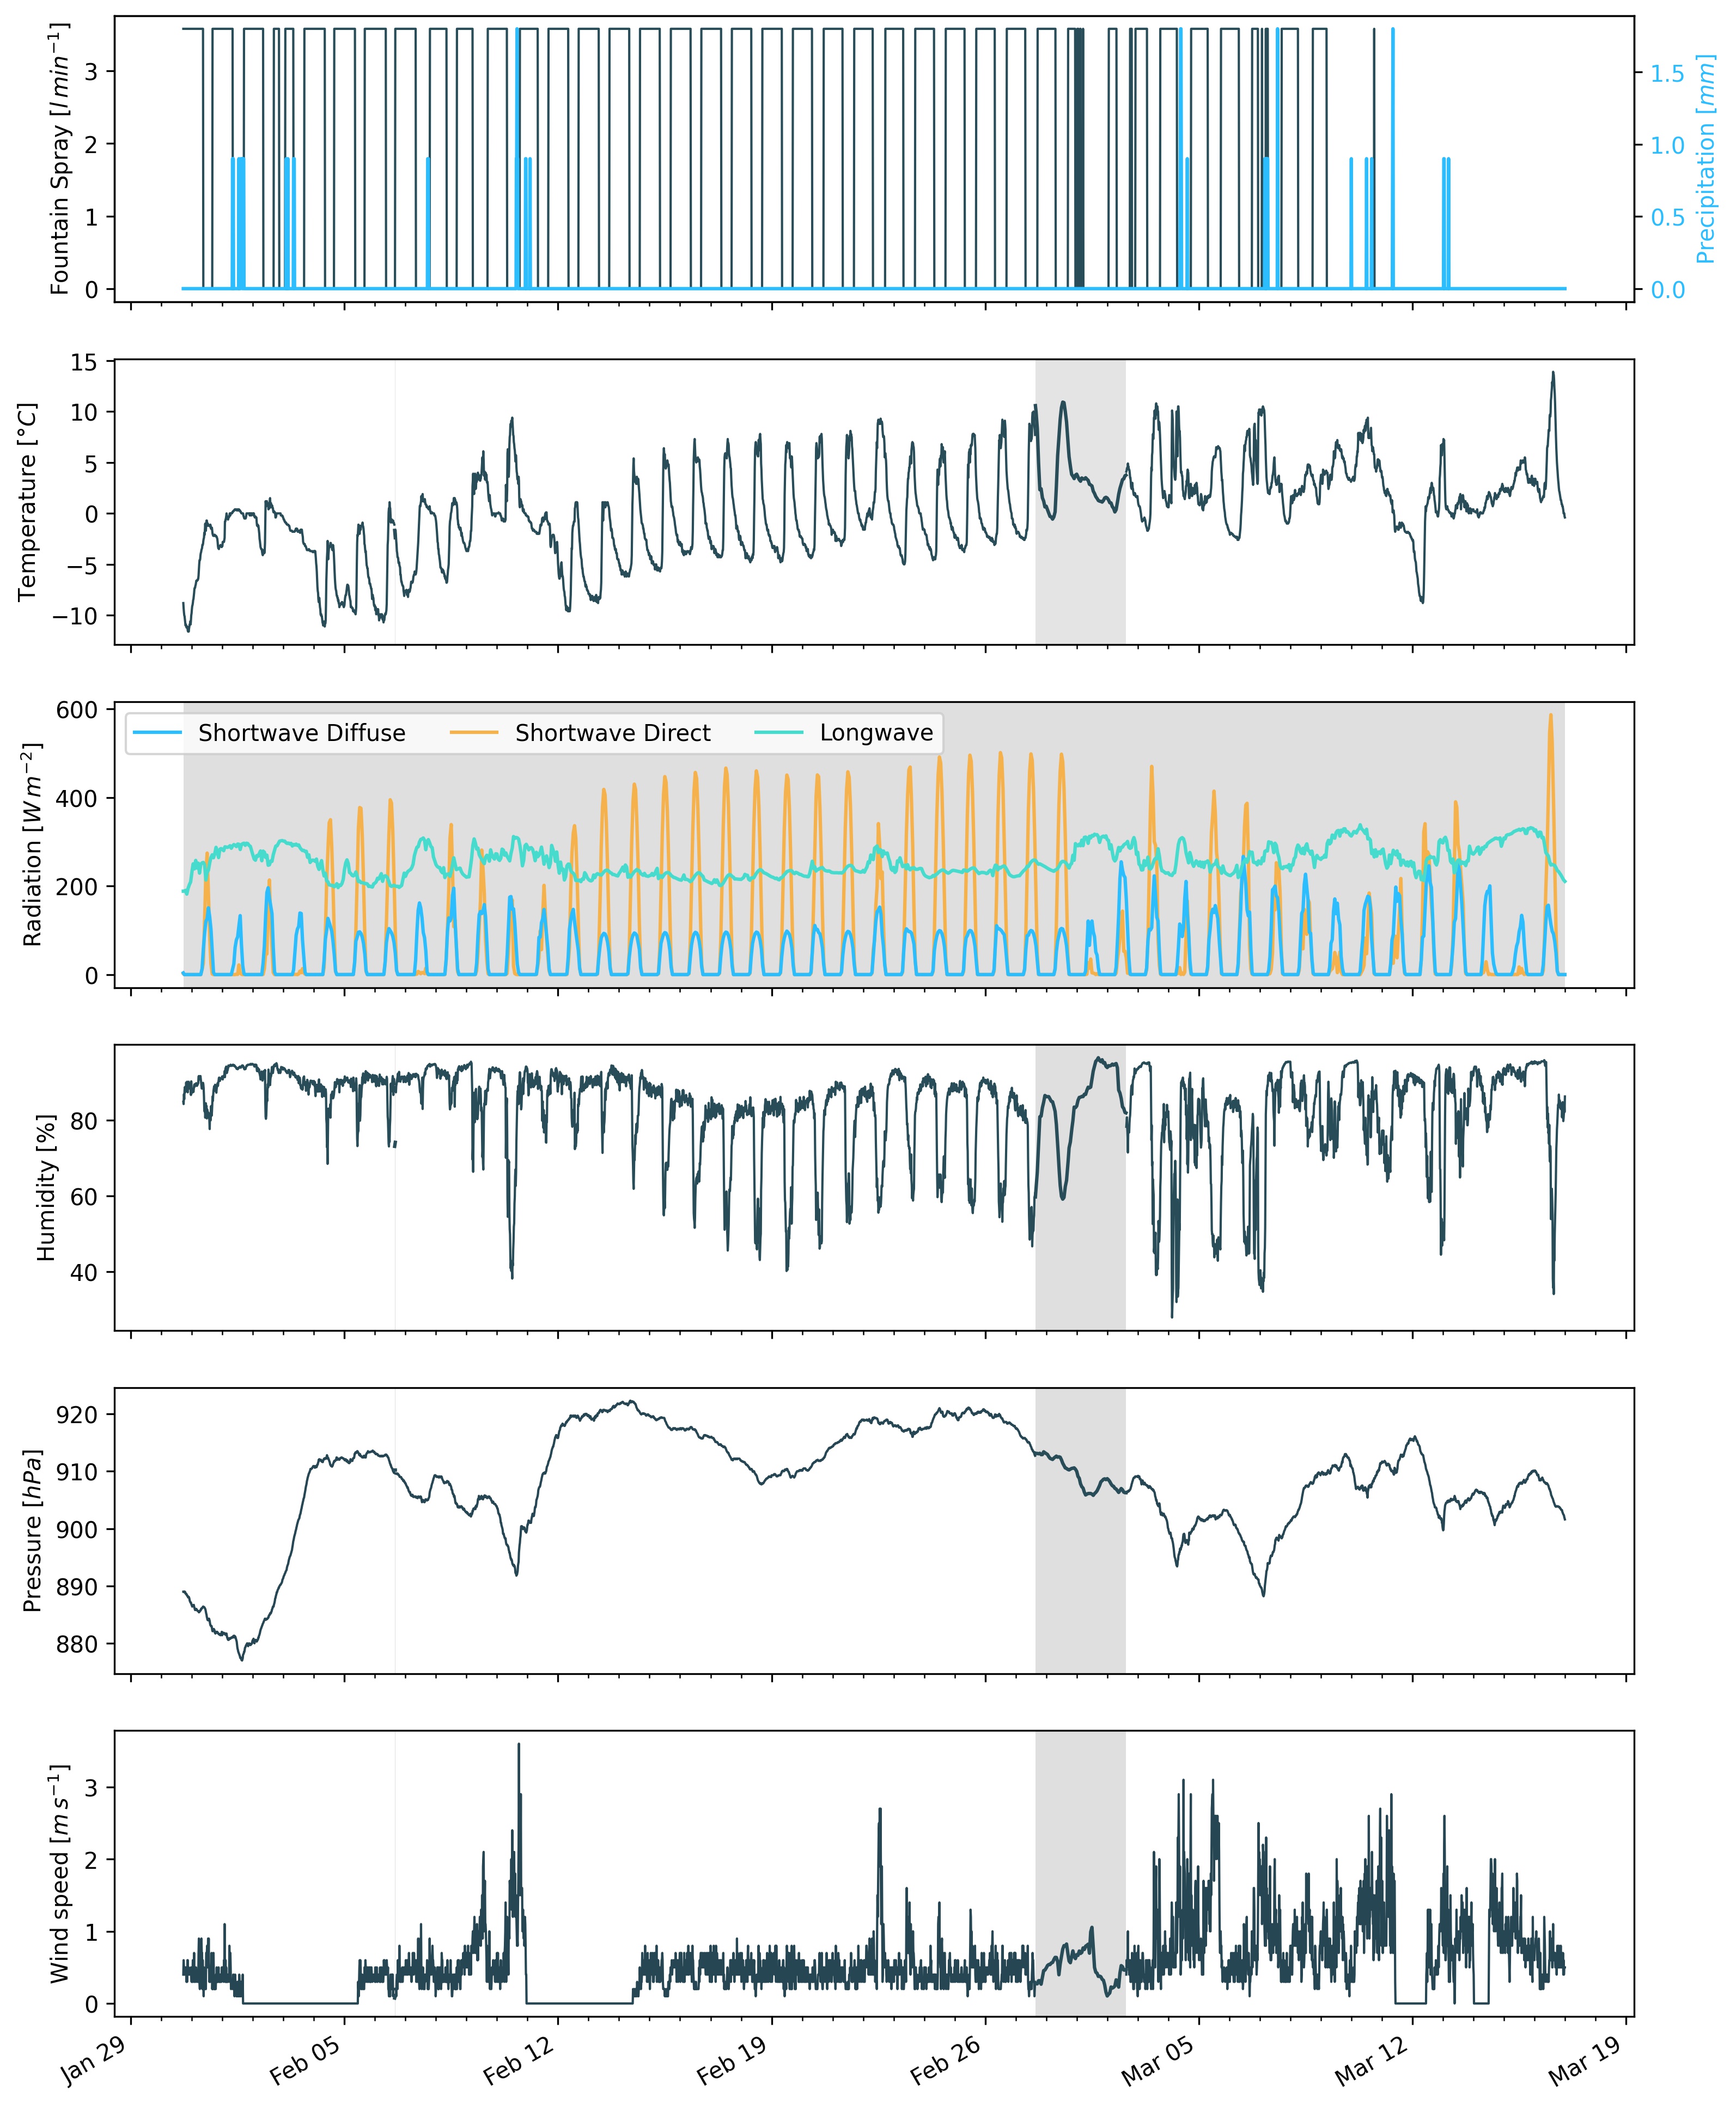 Fountain Spray [l min⁻¹]
3
2
1
0
1.5
1.0
0.5
0.0
Precipitation [mm]
Temperature [°C]
15
10
5
0
−5
−10
Radiation [W m⁻²]
600
400
200
0
Shortwave Diffuse
Shortwave Direct
Longwave
Humidity [%]
80
60
40
Pressure [hPa]
920
910
900
890
880
Wind speed [m s⁻¹]
3
2
1
0
Jan 29
Feb 05
Feb 12
Feb 19
Feb 26
Mar 05
Mar 12
Mar 19